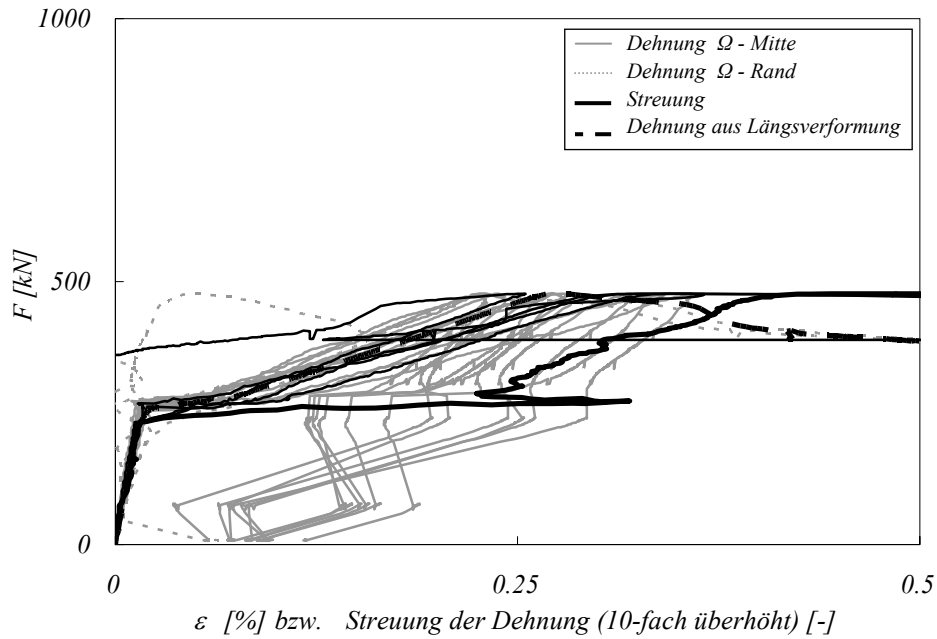 1000
Dehnung Ω - Mitte
Dehnung Ω - Rand
Streuung
Dehnung aus Längsverformung
F [kN]
500
0
0
0.25
0.5
ε [%] bzw. Streuung der Dehnung (10-fach überhöht) [-]